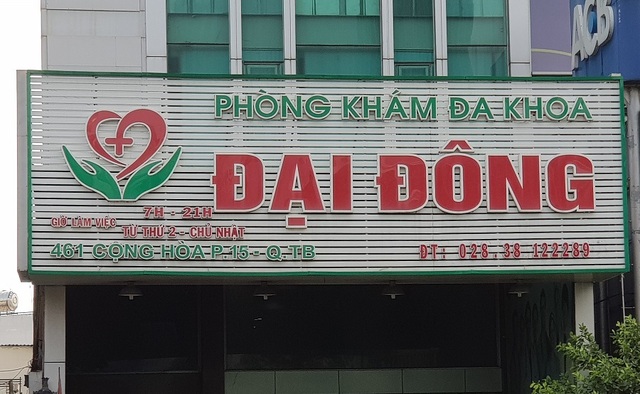 ACB
PHÒNG KHÁM ĐA KHOA
ĐẠI ĐÔNG
GIỜ LÀM VIỆC
7H - 21H
TỪ THỨ 2 - CHỦ NHẬT
461 CỘNG HÒA P.15 - Q.TB
ĐT: 028.38 122289